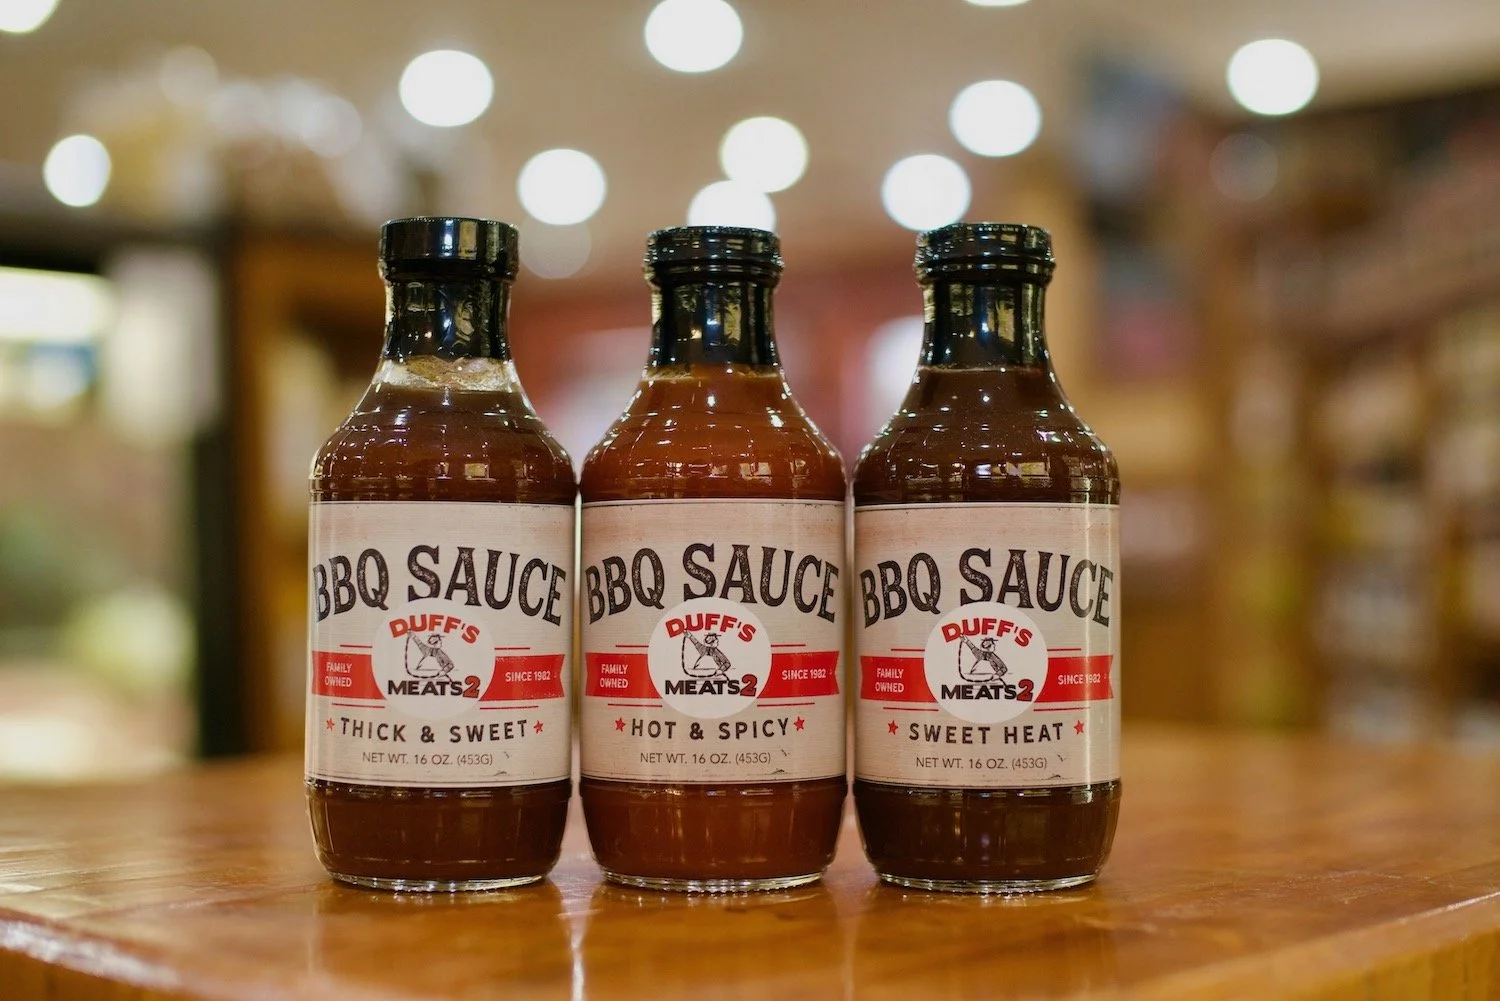 BBQ SAUCE
DUFF'S
MEATS2
FAMILY
OWNED
SINCE 1982
THICK & SWEET
NET WT. 16 OZ. (453G)
BBQ SAUCE
DUFF'S
MEATS2
FAMILY
OWNED
SINCE 1982
HOT & SPICY
NET WT. 16 OZ. (453G)
BBQ SAUCE
DUFF'S
MEATS2
FAMILY
OWNED
SINCE 1982
SWEET HEAT
NET WT. 16 OZ. (453G)